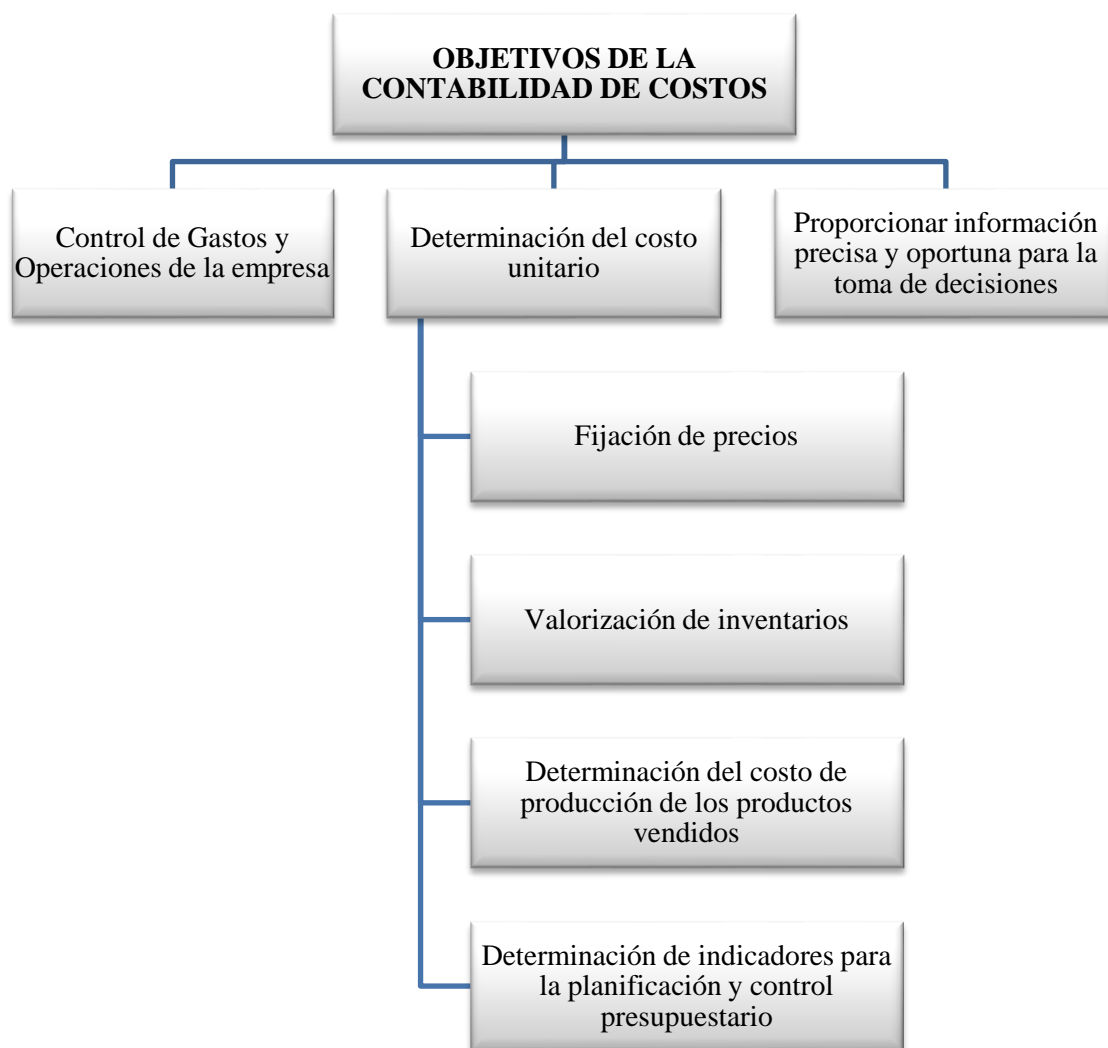 OBJETIVOS DE LA
CONTABILIDAD DE COSTOS
Control de Gastos y
Operaciones de la empresa
Determinación del costo
unitario
Proporcionar información
precisa y oportuna para la
toma de decisiones
Fijación de precios
Valorización de inventarios
Determinación del costo de
producción de los productos
vendidos
Determinación de indicadores para
la planificación y control
presupuestario